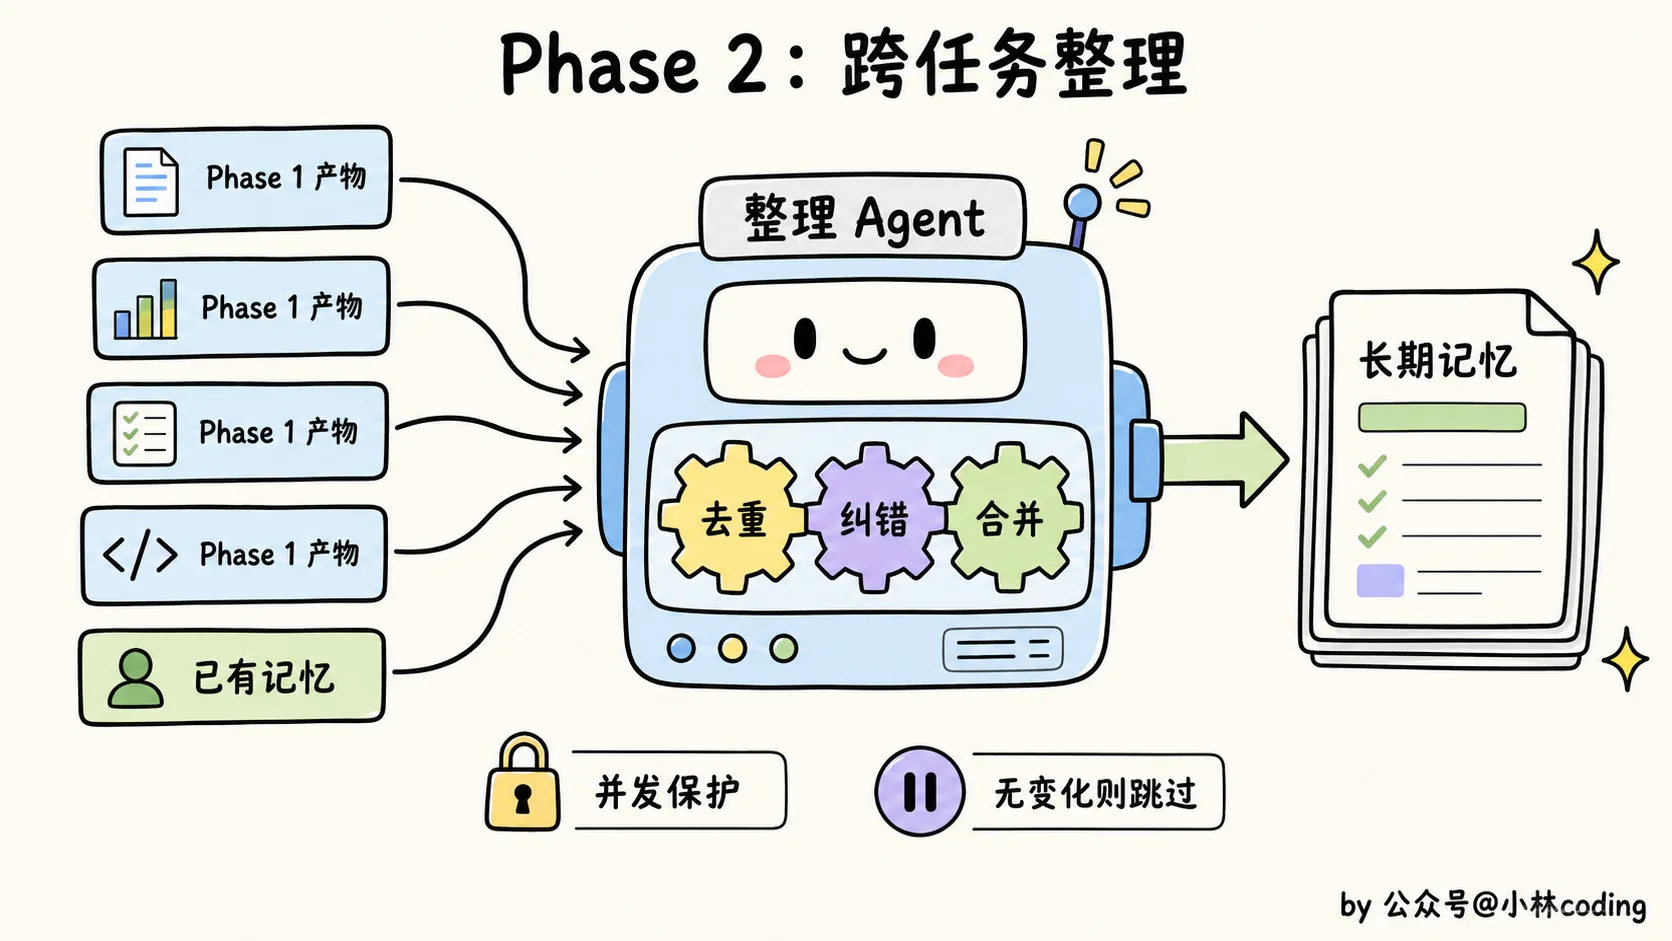 Phase 2：跨任务整理
Phase 1 产物
Phase 1 产物
Phase 1 产物
Phase 1 产物
已有记忆
整理 Agent
去重
纠错
合并
长期记忆
并发保护
无变化则跳过
by 公众号@小林coding